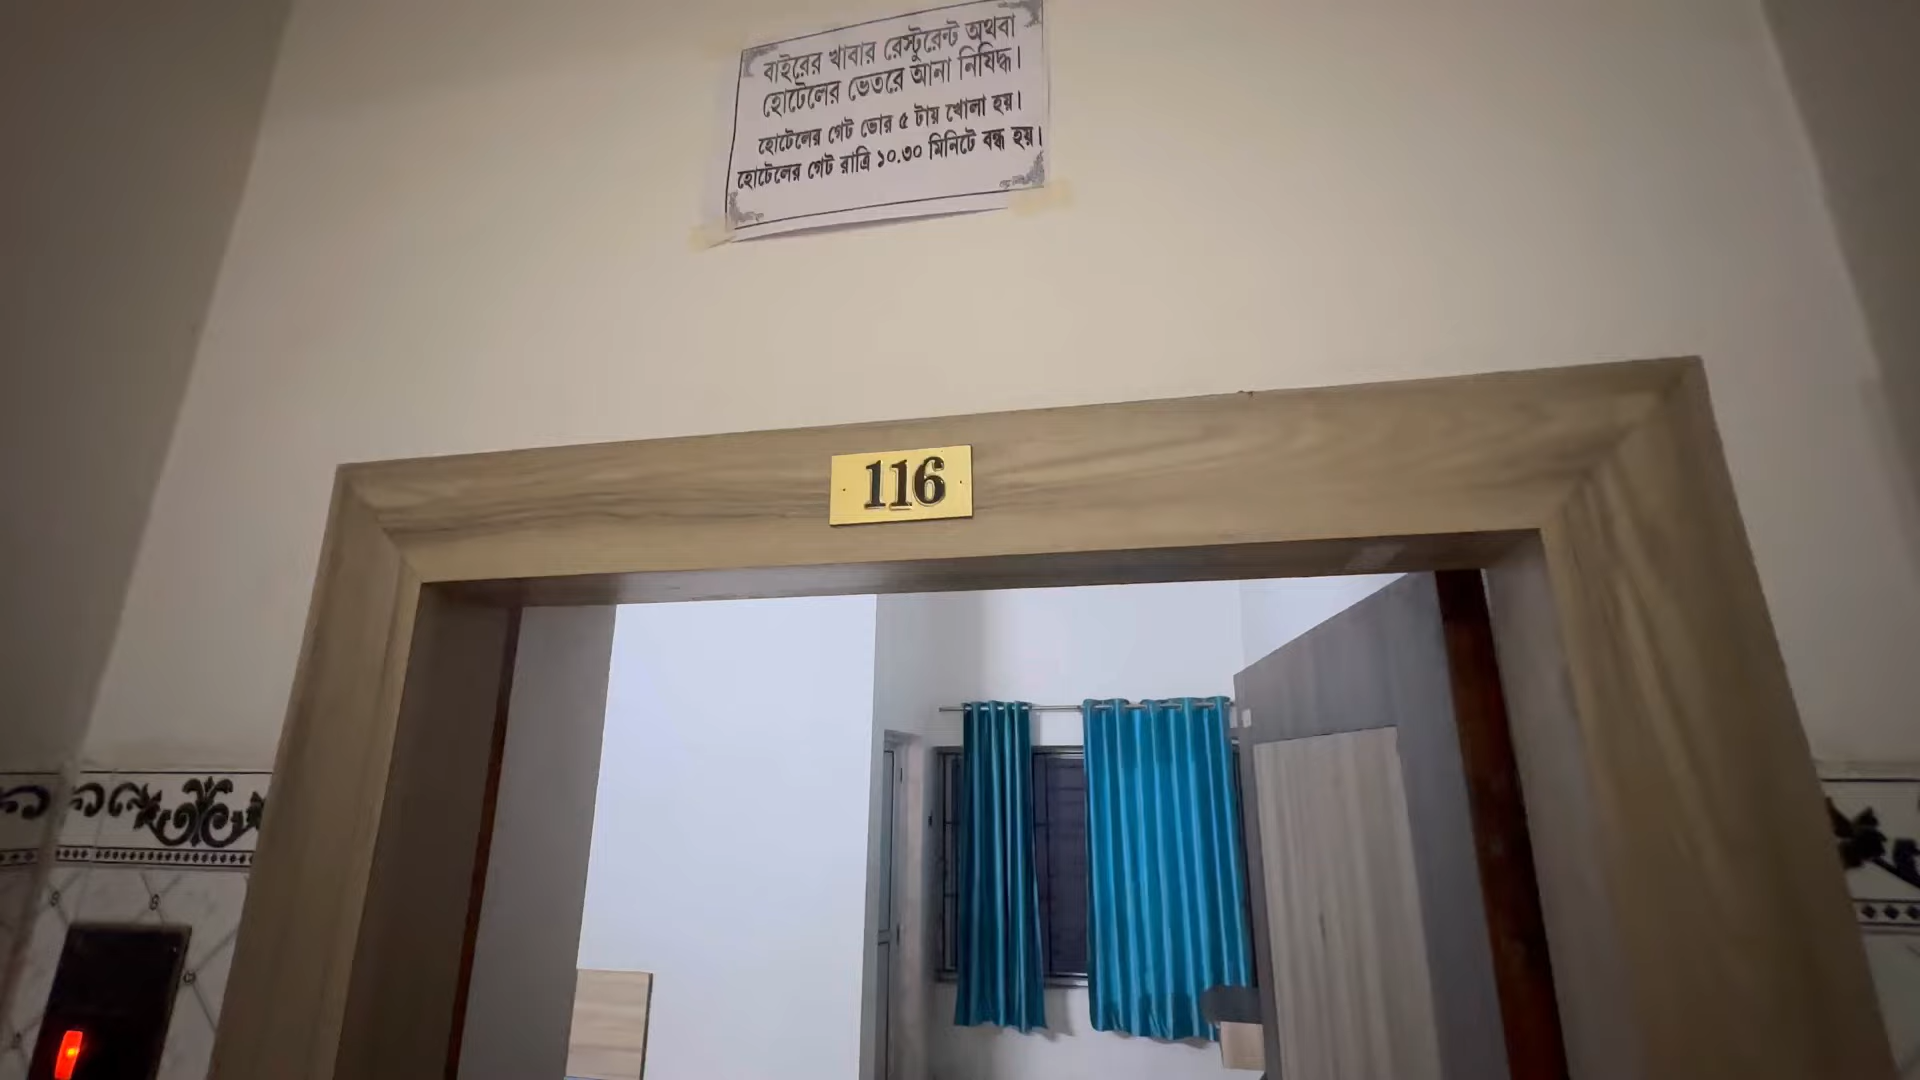 বাইরের খাবার রেস্টুরেন্ট অথবা
হোটেলের ভেতরে আনা নিষিদ্ধ।
হোটেলের গেট ভোর ৫ টায় খোলা হয়।
হোটেলের গেট রাত্রি ১০.৩০ মিনিটে বন্ধ হয়।
116